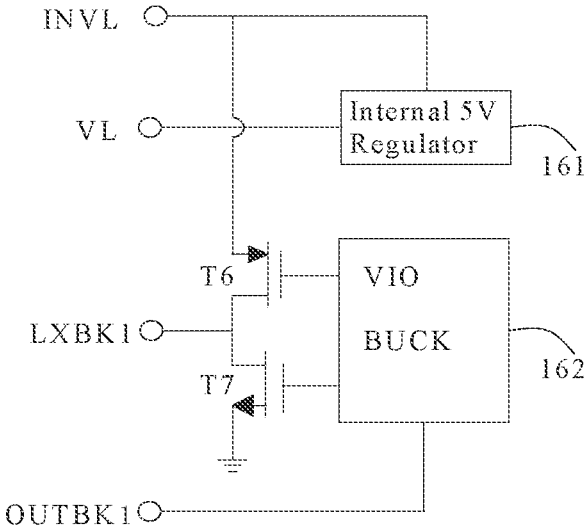 INVL
VL
Internal 5V
Regulator
161
T6
VIO
LXBK1
BUCK
162
T7
OUTBK1